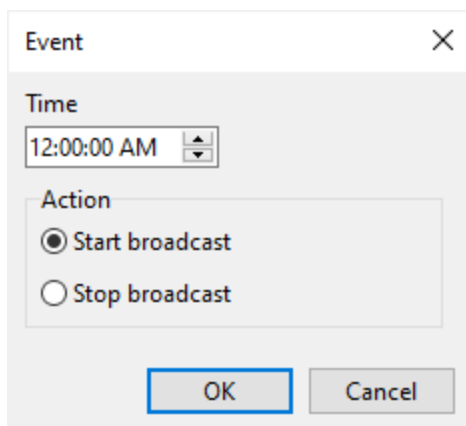 Event
Time
12:00:00 AM
Action
Start broadcast
Stop broadcast
OK Cancel